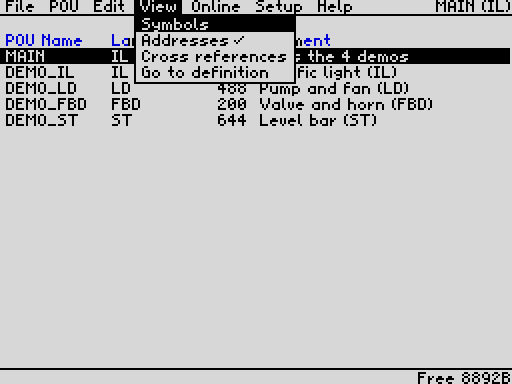 File POU Edit View Online Setup Help MAIN (IL)
Symbols
POU Name La Addresses ✓ ment
MAIN IL Cross references s the 4 demos
DEMO_IL IL Go to definition fic light (IL)
DEMO_LD LD 488 Pump and fan (LD)
DEMO_FBD FBD 200 Valve and horn (FBD)
DEMO_ST ST 644 Level bar (ST)
Free 8892B